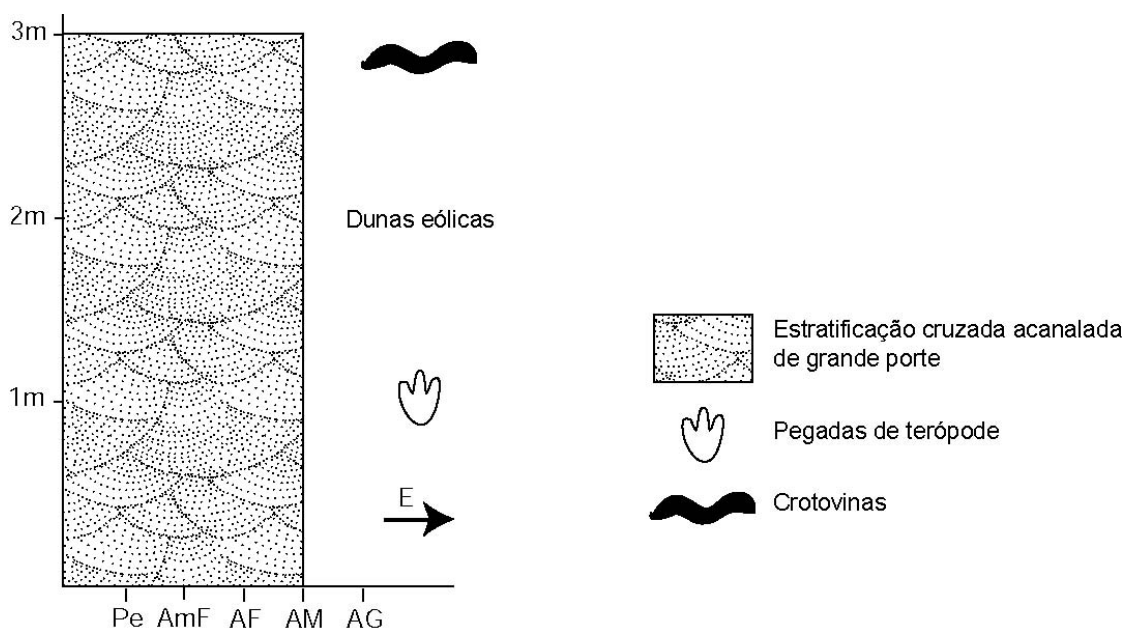 3m
Dunas eólicas
2m
1m
E
Pe AmF AF AM AG
Estratificação cruzada acanalada
de grande porte
Pegadas de terópode
Crotovinas